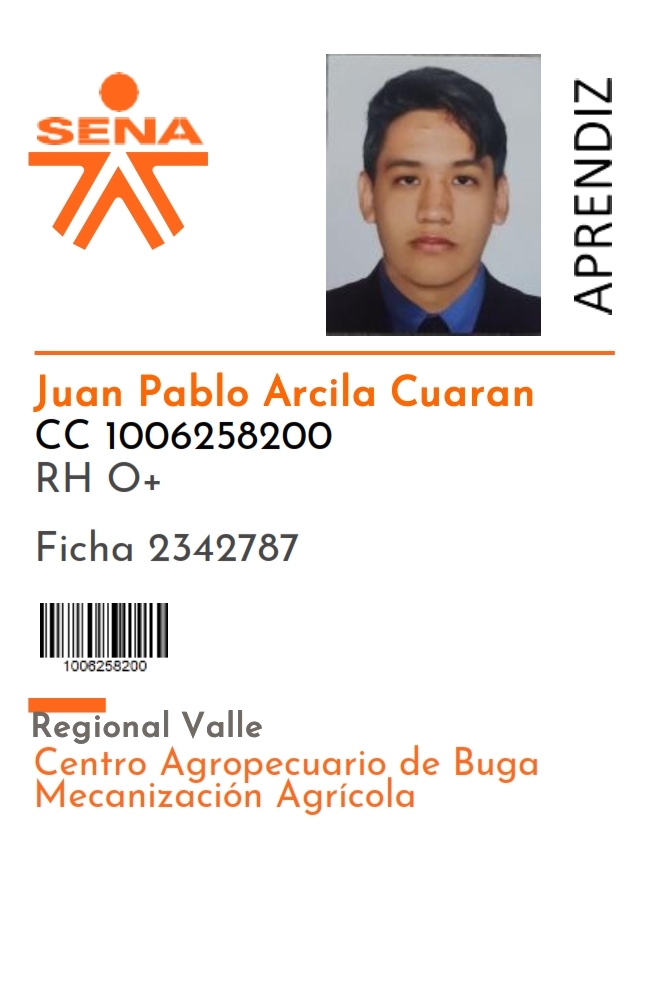 SENA
APRENDIZ
Juan Pablo Arcila Cuaran
CC 1006258200
RH O+
Ficha 2342787
1006258200
Regional Valle
Centro Agropecuario de Buga
Mecanización Agrícola